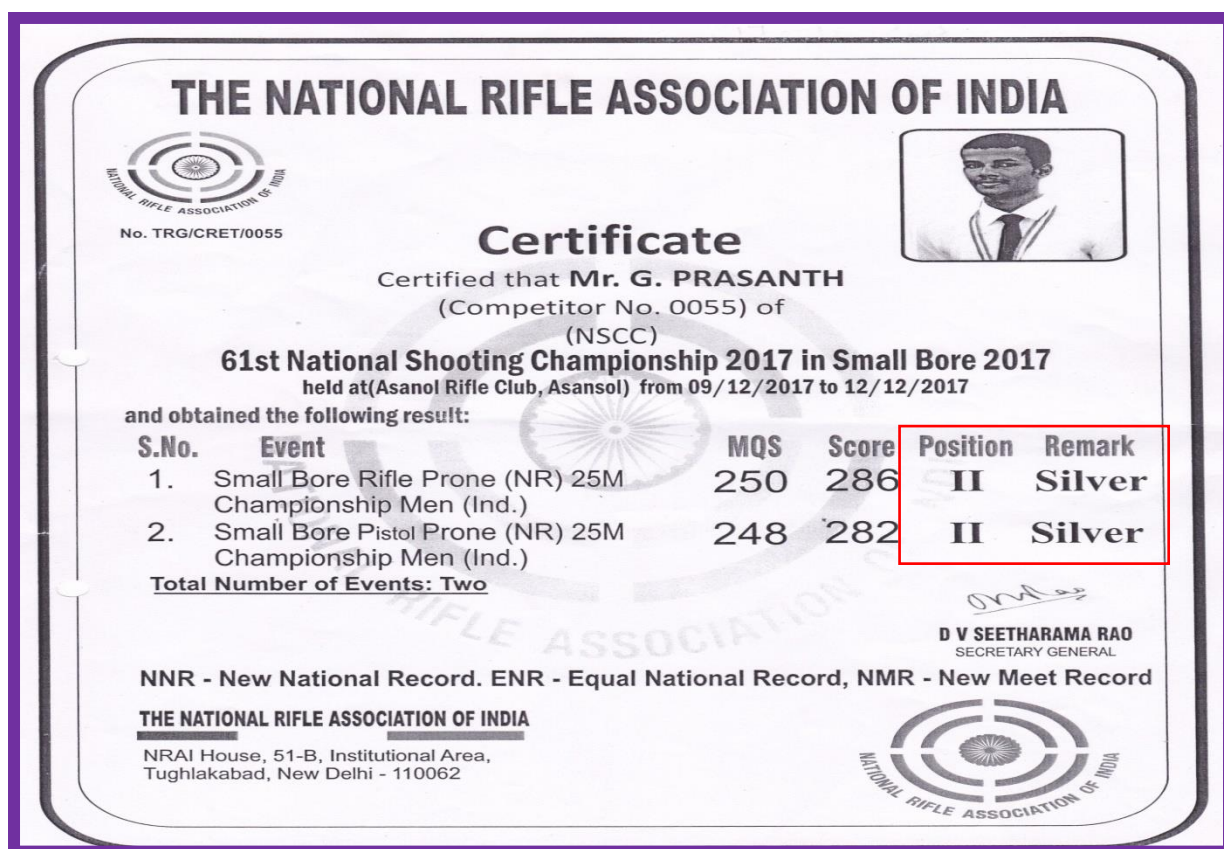 THE NATIONAL RIFLE ASSOCIATION OF INDIA
NATIONAL RIFLE ASSOCIATION OF INDIA
No. TRG/CRET/0055
Certificate
Certified that Mr. G. PRASANTH
(Competitor No. 0055) of
(NSCC)
61st National Shooting Championship 2017 in Small Bore 2017
held at(Asanol Rifle Club, Asansol) from 09/12/2017 to 12/12/2017
and obtained the following result:
S.No. Event MQS Score Position Remark
1. Small Bore Rifle Prone (NR) 25M 250 286 II Silver
Championship Men (Ind.)
2. Small Bore Pistol Prone (NR) 25M 248 282 II Silver
Championship Men (Ind.)
Total Number of Events: Two
D V SEETHARAMA RAO
SECRETARY GENERAL
NNR - New National Record. ENR - Equal National Record, NMR - New Meet Record
THE NATIONAL RIFLE ASSOCIATION OF INDIA
NRAI House, 51-B, Institutional Area,
Tughlakabad, New Delhi - 110062
NATIONAL RIFLE ASSOCIATION OF INDIA